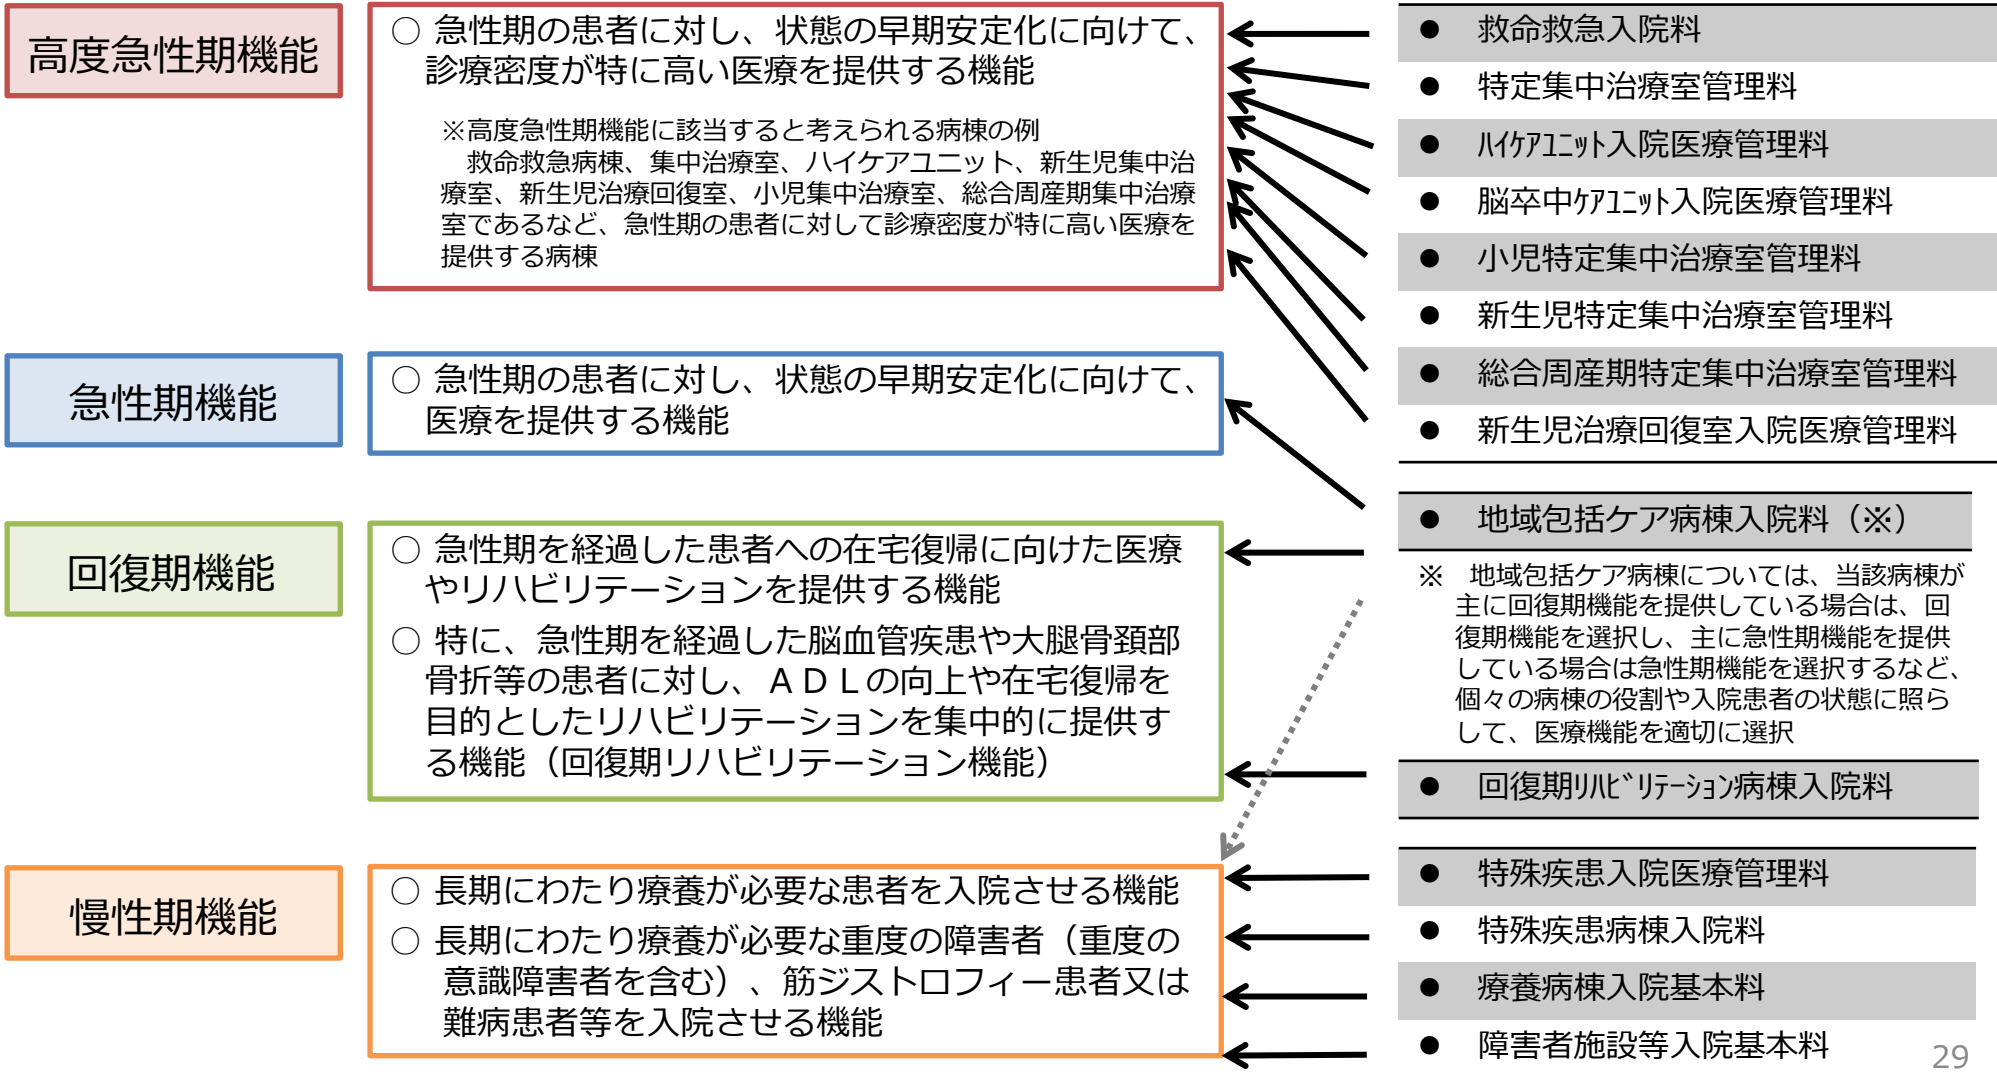 高度急性期機能
○ 急性期の患者に対し、状態の早期安定化に向けて、
診療密度が特に高い医療を提供する機能
※高度急性期機能に該当すると考えられる病棟の例
救命救急病棟、集中治療室、ハイケアユニット、新生児集中治
療室、新生児治療回復室、小児集中治療室、総合周産期集中治療
室であるなど、急性期の患者に対して診療密度が特に高い医療を
提供する病棟
● 救命救急入院料
● 特定集中治療室管理料
● ﾊｲｹｱﾕﾆｯﾄ入院医療管理料
● 脳卒中ｹｱﾕﾆｯﾄ入院医療管理料
● 小児特定集中治療室管理料
● 新生児特定集中治療室管理料
● 総合周産期特定集中治療室管理料
● 新生児治療回復室入院医療管理料
急性期機能
○ 急性期の患者に対し、状態の早期安定化に向けて、
医療を提供する機能
● 地域包括ケア病棟入院料（※）
※ 地域包括ケア病棟については、当該病棟が
主に回復期機能を提供している場合は、回
復期機能を選択し、主に急性期機能を提供
している場合は急性期機能を選択するなど、
個々の病棟の役割や入院患者の状態に照ら
して、医療機能を適切に選択
回復期機能
○ 急性期を経過した患者への在宅復帰に向けた医療
やリハビリテーションを提供する機能
○ 特に、急性期を経過した脳血管疾患や大腿骨頚部
骨折等の患者に対し、ＡＤＬの向上や在宅復帰を
目的としたリハビリテーションを集中的に提供す
る機能（回復期リハビリテーション機能）
● 回復期ﾘﾊﾋﾞﾘﾃｰｼｮﾝ病棟入院料
慢性期機能
○ 長期にわたり療養が必要な患者を入院させる機能
○ 長期にわたり療養が必要な重度の障害者（重度の
意識障害者を含む）、筋ジストロフィー患者又は
難病患者等を入院させる機能
● 特殊疾患入院医療管理料
● 特殊疾患病棟入院料
● 療養病棟入院基本料
● 障害者施設等入院基本料
29